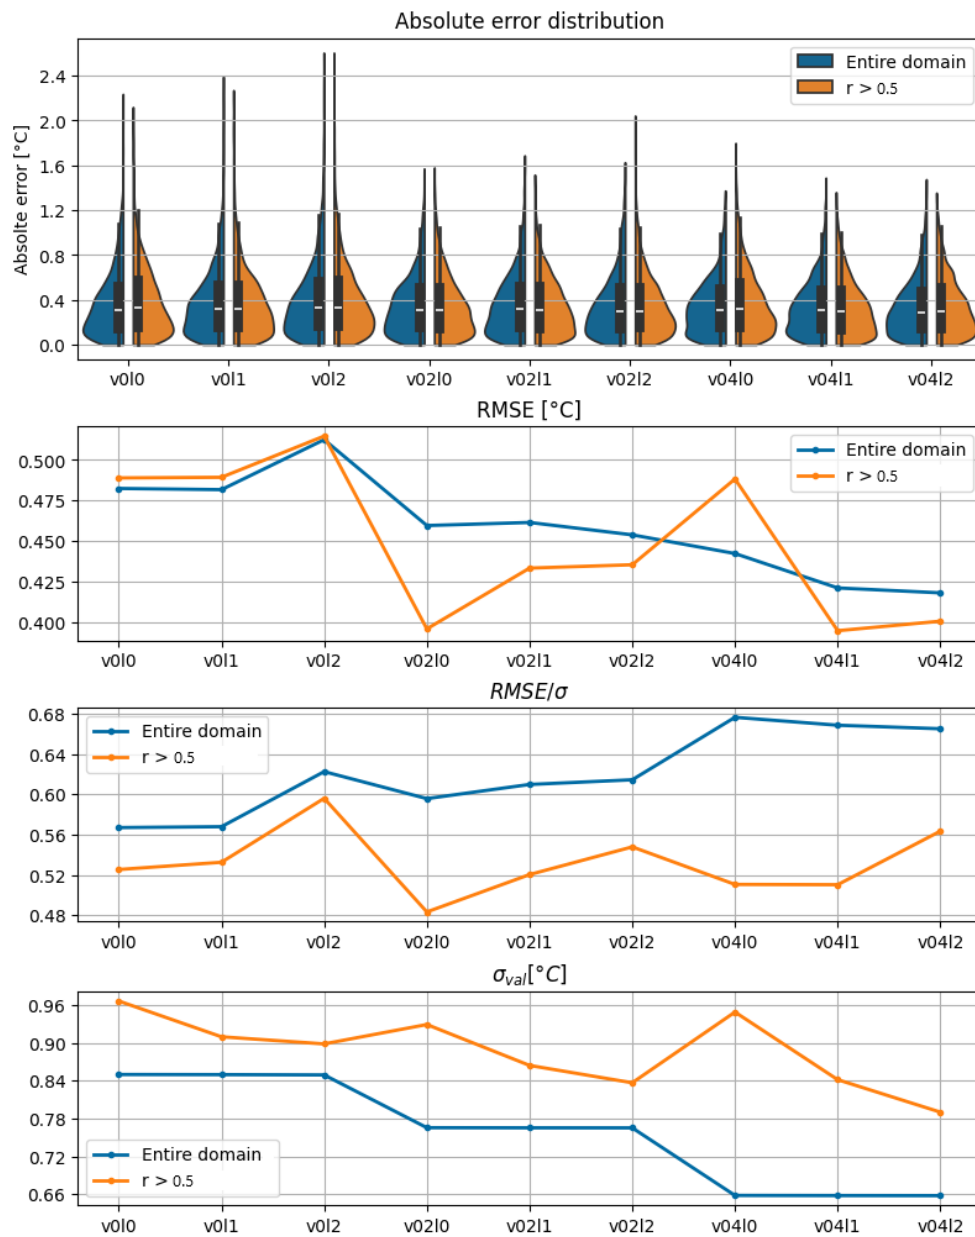 Absolute error distribution
Absolte error [°C]
2.4
2.0
1.6
1.2
0.8
0.4
0.0
Entire domain
r > 0.5
v0l0 v0l1 v0l2 v02l0 v02l1 v02l2 v04l0 v04l1 v04l2
RMSE [°C]
0.500
0.475
0.450
0.425
0.400
Entire domain
r > 0.5
v0l0 v0l1 v0l2 v02l0 v02l1 v02l2 v04l0 v04l1 v04l2
RMSE/σ
0.68
0.64
0.60
0.56
0.52
0.48
Entire domain
r > 0.5
v0l0 v0l1 v0l2 v02l0 v02l1 v02l2 v04l0 v04l1 v04l2
σval[°C]
0.96
0.90
0.84
0.78
0.72
0.66
Entire domain
r > 0.5
v0l0 v0l1 v0l2 v02l0 v02l1 v02l2 v04l0 v04l1 v04l2